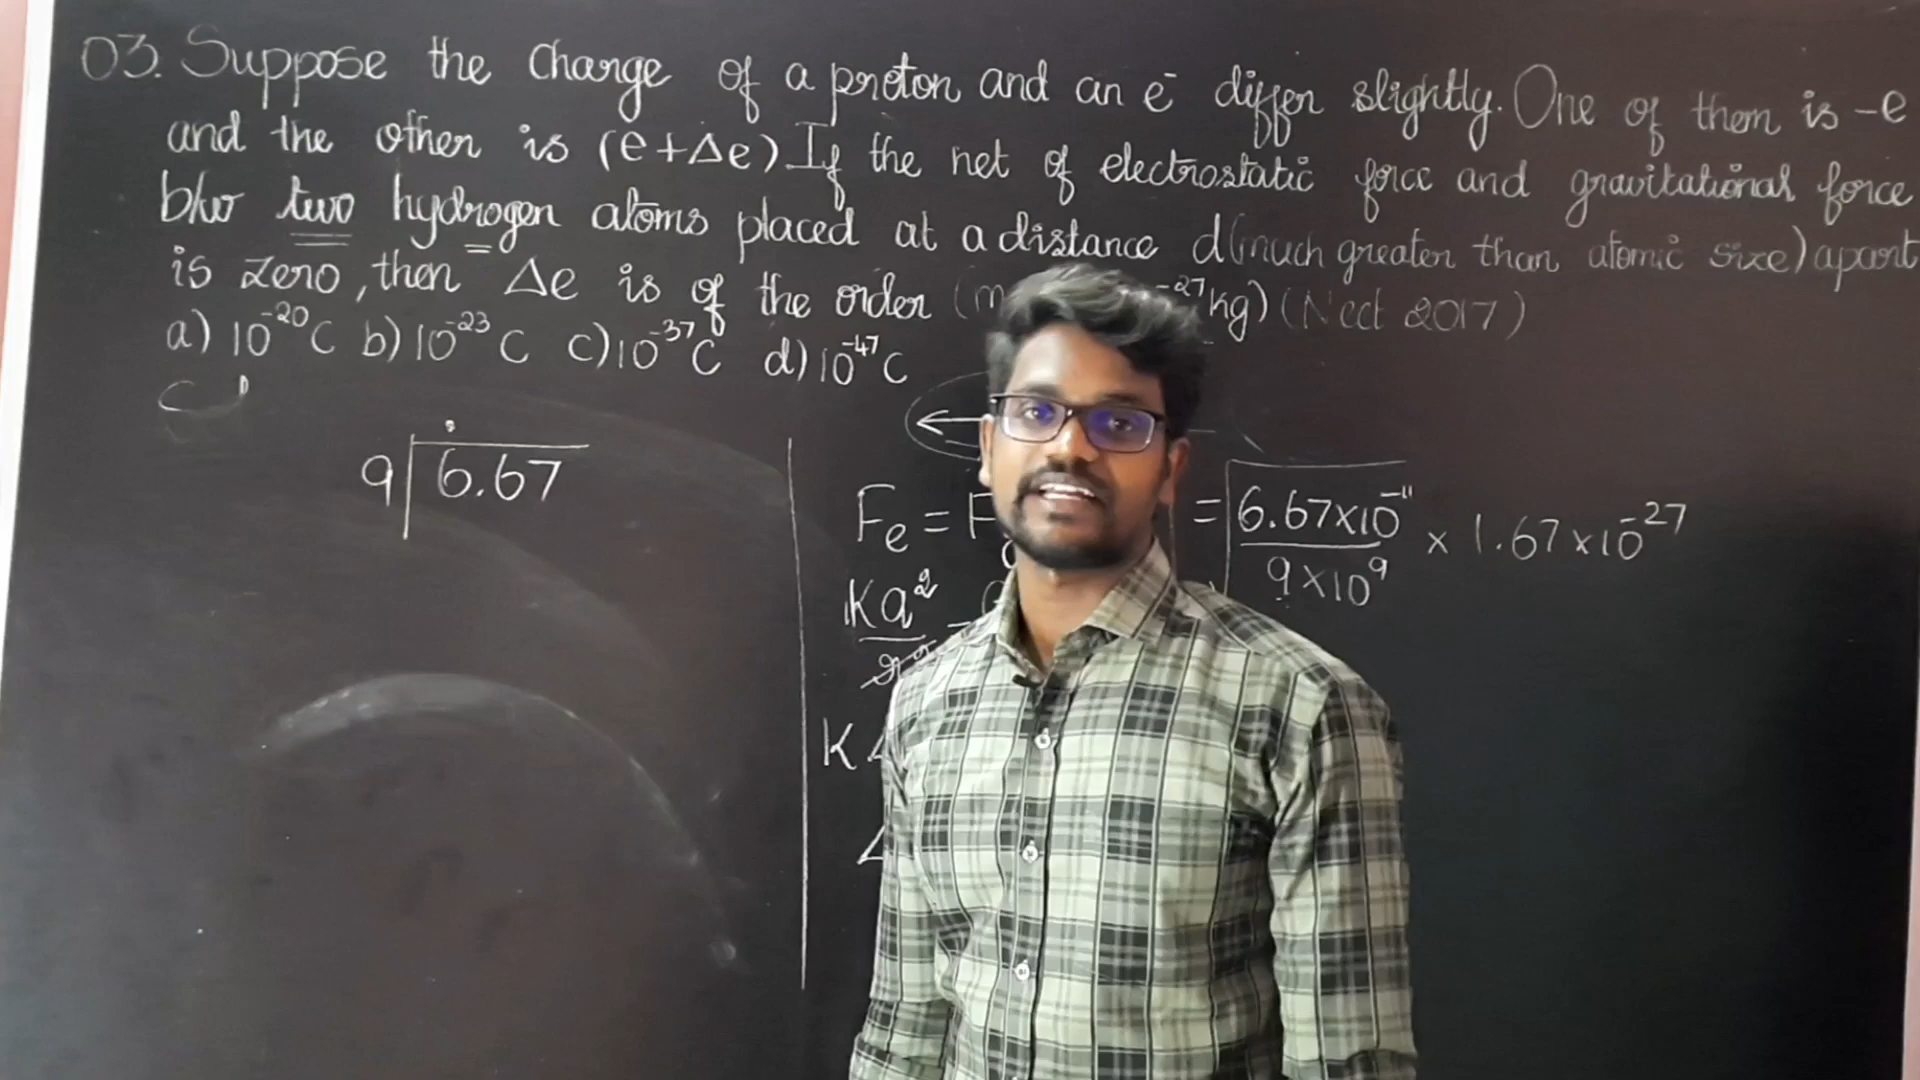 03. Suppose the charge of a proton and an e⁻ differ slightly. One of them is -e
and the other is (e+Δe) If the net of electrostatic force and gravitational force
b/w two hydrogen atoms placed at a distance d (much greater than atomic size) apart
is zero, then Δe is of the order (m ⁻²⁷kg) (Neet 2017)
a) 10⁻²⁰C b) 10⁻²³C c) 10⁻³⁷C d) 10⁻⁴⁷C
9 6.67
Fe = F = 6.67×10⁻¹¹ / 9×10⁹ × 1.67×10⁻²⁷
Kq²
K